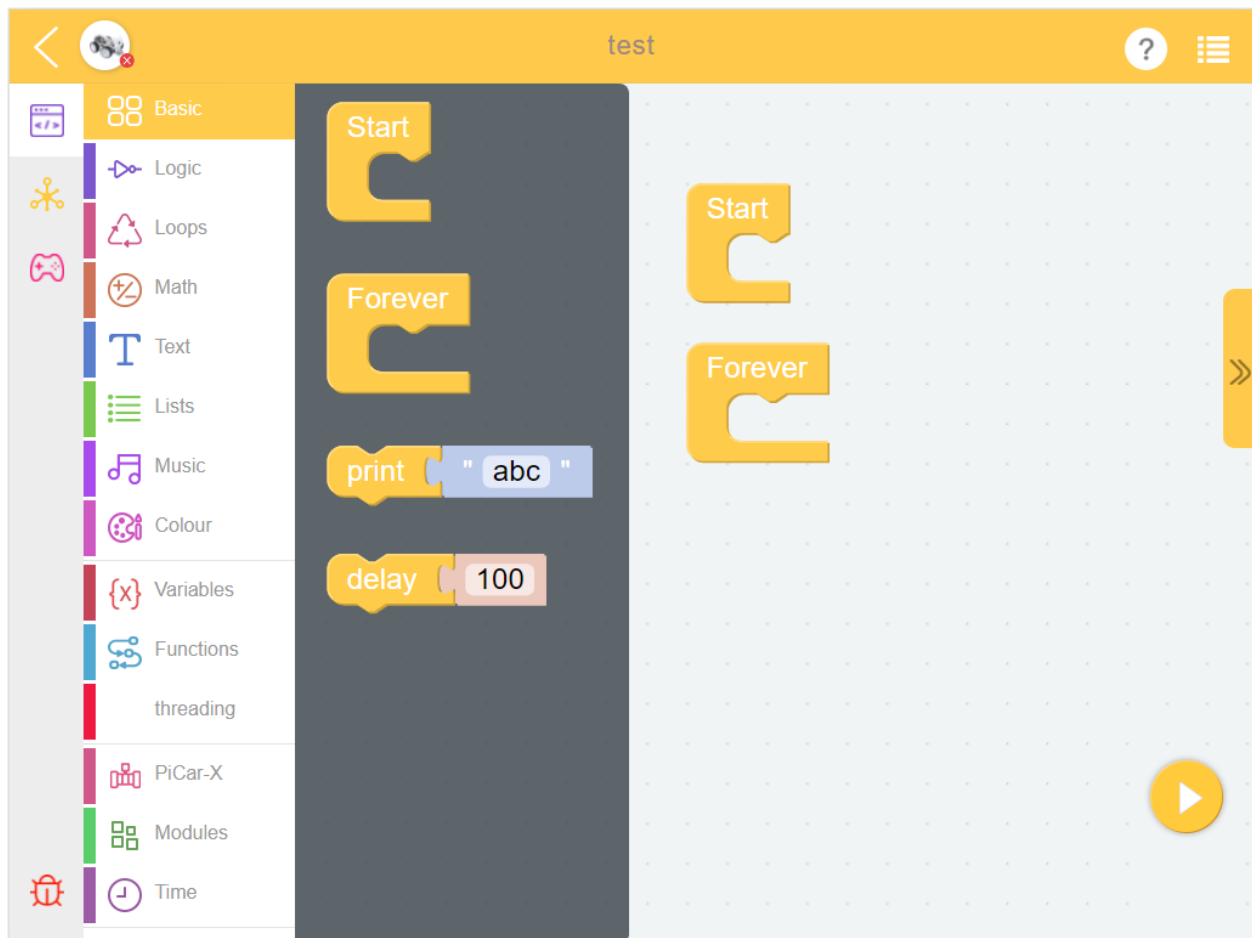 test
?
Basic
Logic
Loops
Math
Text
Lists
Music
Colour
Variables
Functions
threading
PiCar-X
Modules
Time
Start
Forever
print " abc "
delay 100
Start
Forever